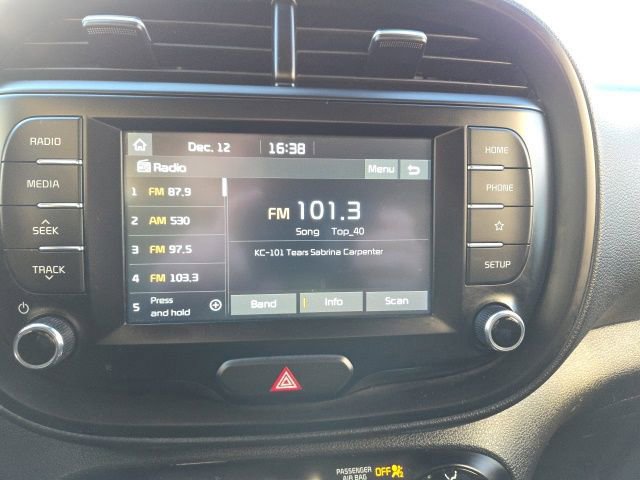 RADIO
MEDIA
SEEK
TRACK
Dec. 12 16:38
Radio Menu
1 FM 87.9
2 AM 530
3 FM 97.5
4 FM 103.3
5 Press and hold
FM 101.3
Song Top_40
KC-101 Tears Sabrina Carpenter
Band Info Scan
HOME
PHONE
SETUP
PASSENGER
AIR BAG
OFF
2